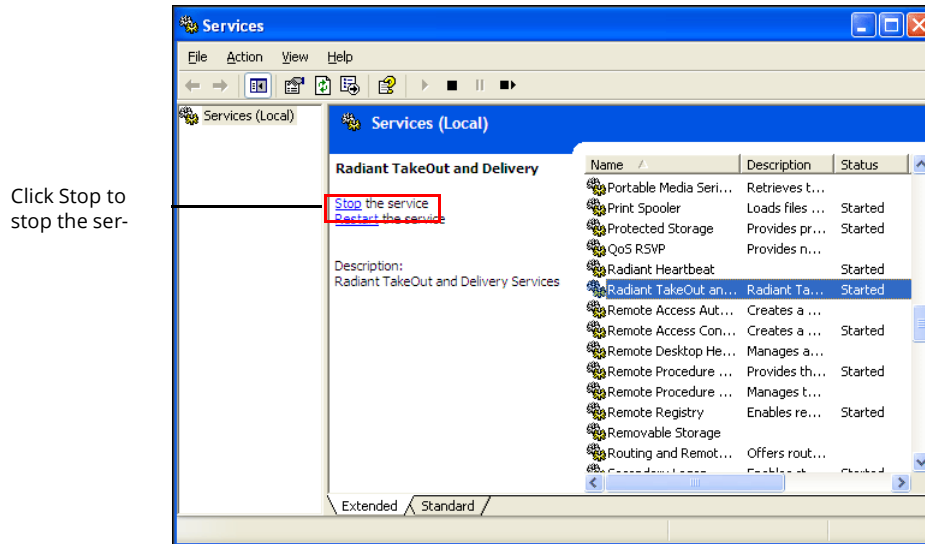 Services
File Action View Help
Services (Local)
Services (Local)
Click Stop to
stop the ser-
Radiant TakeOut and Delivery
Stop the service
Restart the service
Description:
Radiant TakeOut and Delivery Services
Name Description Status
Portable Media Seri... Retrieves t...
Print Spooler Loads files ... Started
Protected Storage Provides pr... Started
QoS RSVP Provides n...
Radiant Heartbeat Started
Radiant TakeOut an... Radiant Ta... Started
Remote Access Aut... Creates a ...
Remote Access Con... Creates a ... Started
Remote Desktop He... Manages a...
Remote Procedure ... Provides th... Started
Remote Procedure ... Manages t...
Remote Registry Enables re... Started
Removable Storage
Routing and Remot... Offers rout...
Extended Standard